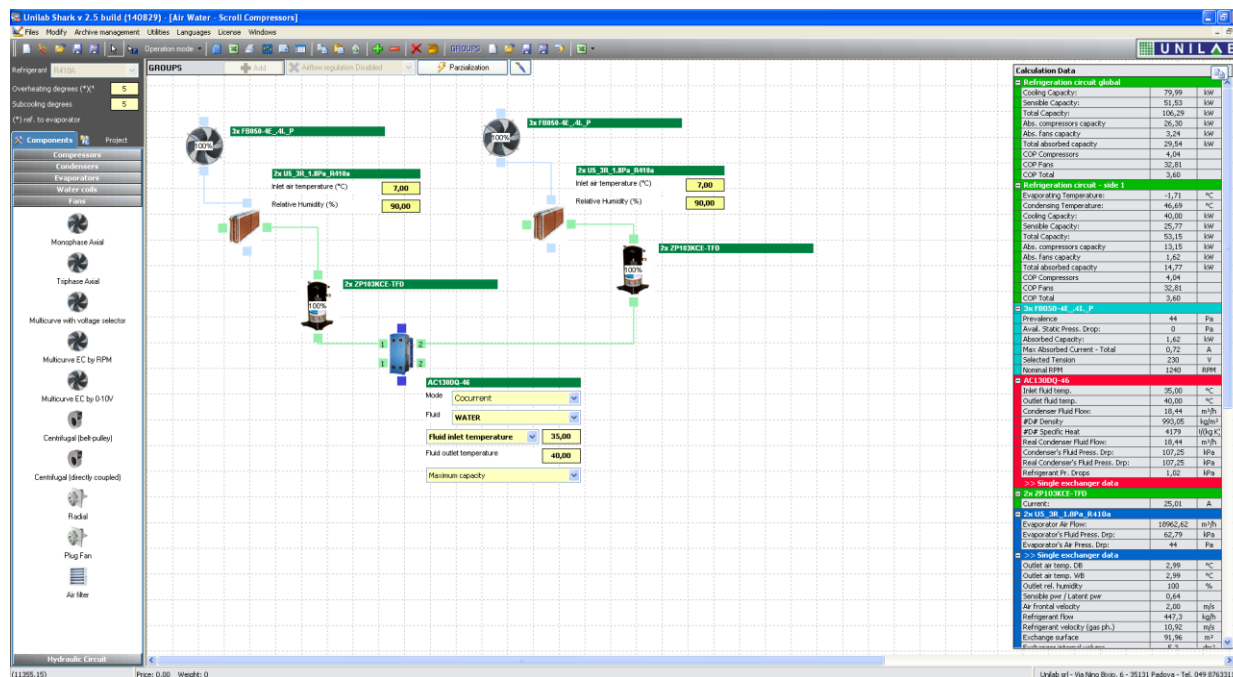 Unilab Shark v 2.5 build (140829) - [Air Water - Scroll Compressors]
Files Modify Archive management Utilities Languages License Windows
Operation mode GROUPS
UNILAB
Refrigerant R410A
Overheating degrees (*)(* 5
Subcooling degrees 5
(*) ref. to evaporator
Components Project
Compressors
Condensers
Evaporators
Water coils
Fans
Monophase Axial
Triphase Axial
Multicurve with voltage selector
Multicurve EC by RPM
Multicurve EC by 0-10V
Centrifugal (belt-pulley)
Centrifugal (directly coupled)
Radial
Plug Fan
Air filter
Hydraulic Circuit
GROUPS Add Airflow regulation Disabled Parzialization
3x FB050-4E_.4I._P
100%
2x U5_3R_1.8Pa_R410a
Inlet air temperature (°C) 7,00
Relative Humidity (%) 90,00
2x ZP103KCE-TFD
100%
3x FB050-4E_.4I._P
100%
2x U5_3R_1.8Pa_R410a
Inlet air temperature (°C) 7,00
Relative Humidity (%) 90,00
2x ZP103KCE-TFD
100%
1 2
1 2
AC130DQ-46
Mode Cocurrent
Fluid WATER
Fluid inlet temperature 35,00
Fluid outlet temperature 40,00
Maximum capacity
Calculation Data
Refrigeration circuit global
Cooling Capacity: 79,99 kW
Sensible Capacity: 51,53 kW
Total Capacity: 106,29 kW
Abs. compressors capacity 26,30 kW
Abs. fans capacity 3,24 kW
Total absorbed capacity 29,54 kW
COP Compressors 4,04
COP Fans 32,81
COP Total 3,60
Refrigeration circuit - side 1
Evaporating Temperature: -1,71 °C
Condensing Temperature: 46,69 °C
Cooling Capacity: 40,00 kW
Sensible Capacity: 25,77 kW
Total Capacity: 53,15 kW
Abs. compressors capacity 13,15 kW
Abs. fans capacity 1,62 kW
Total absorbed capacity 14,77 kW
COP Compressors 4,04
COP Fans 32,81
COP Total 3,60
3x FB050-4E_.4I._P
Prevalence 44 Pa
Avail. Static Press. Drop: 0 Pa
Absorbed Capacity: 1,62 kW
Max Absorbed Current - Total 0,72 A
Selected Tension 230 V
Nominal RPM 1240 RPM
AC130DQ-46
Inlet fluid temp. 35,00 °C
Outlet fluid temp. 40,00 °C
Condenser Fluid Flow: 18,44 m³/h
#D# Density 993,05 kg/m³
#D# Specific Heat 4179 J/(kg K)
Real Condenser Fluid Flow: 18,44 m³/h
Condenser's Fluid Press. Drp: 107,25 kPa
Real Condenser's Fluid Press. Drp: 107,25 kPa
Refrigerant Pr. Drops 1,02 kPa
>> Single exchanger data
2x ZP103KCE-TFD
Current: 25,01 A
2x U5_3R_1.8Pa_R410a
Evaporator Air Flow: 18962,62 m³/h
Evaporator's Fluid Press. Drp: 62,79 kPa
Evaporator's Air Press. Drp: 44 Pa
>> Single exchanger data
Outlet air temp. DB 2,99 °C
Outlet air temp. WB 2,99 °C
Outlet rel. humidity 100 %
Sensible pwr / Latent pwr 0,64
Air frontal velocity 2,00 m/s
Refrigerant flow 447,3 kg/h
Refrigerant velocity (gas ph.) 10,92 m/s
Exchange surface 91,96 m²
(11355,15) Price: 0.00 Weight: 0 Unilab srl - Via Nino Bixio, 6 - 35131 Padova - Tel. 049 876331